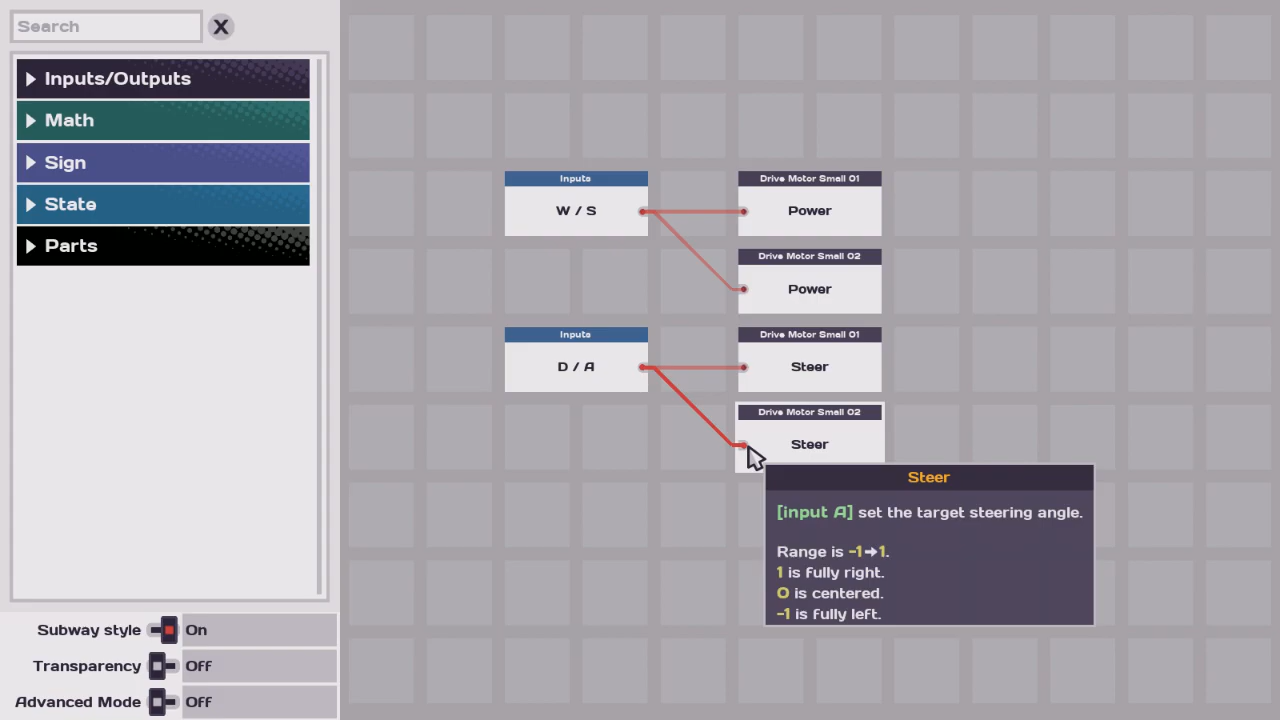 Search
X
Inputs/Outputs
Math
Sign
State
Parts
Subway style
On
Transparency
Off
Advanced Mode
Off
Inputs
W / S
Drive Motor Small 01
Power
Drive Motor Small 02
Power
Inputs
D / A
Drive Motor Small 01
Steer
Drive Motor Small 02
Steer
Steer
[input A] set the target steering angle.
Range is -1➜1.
1 is fully right.
0 is centered.
-1 is fully left.